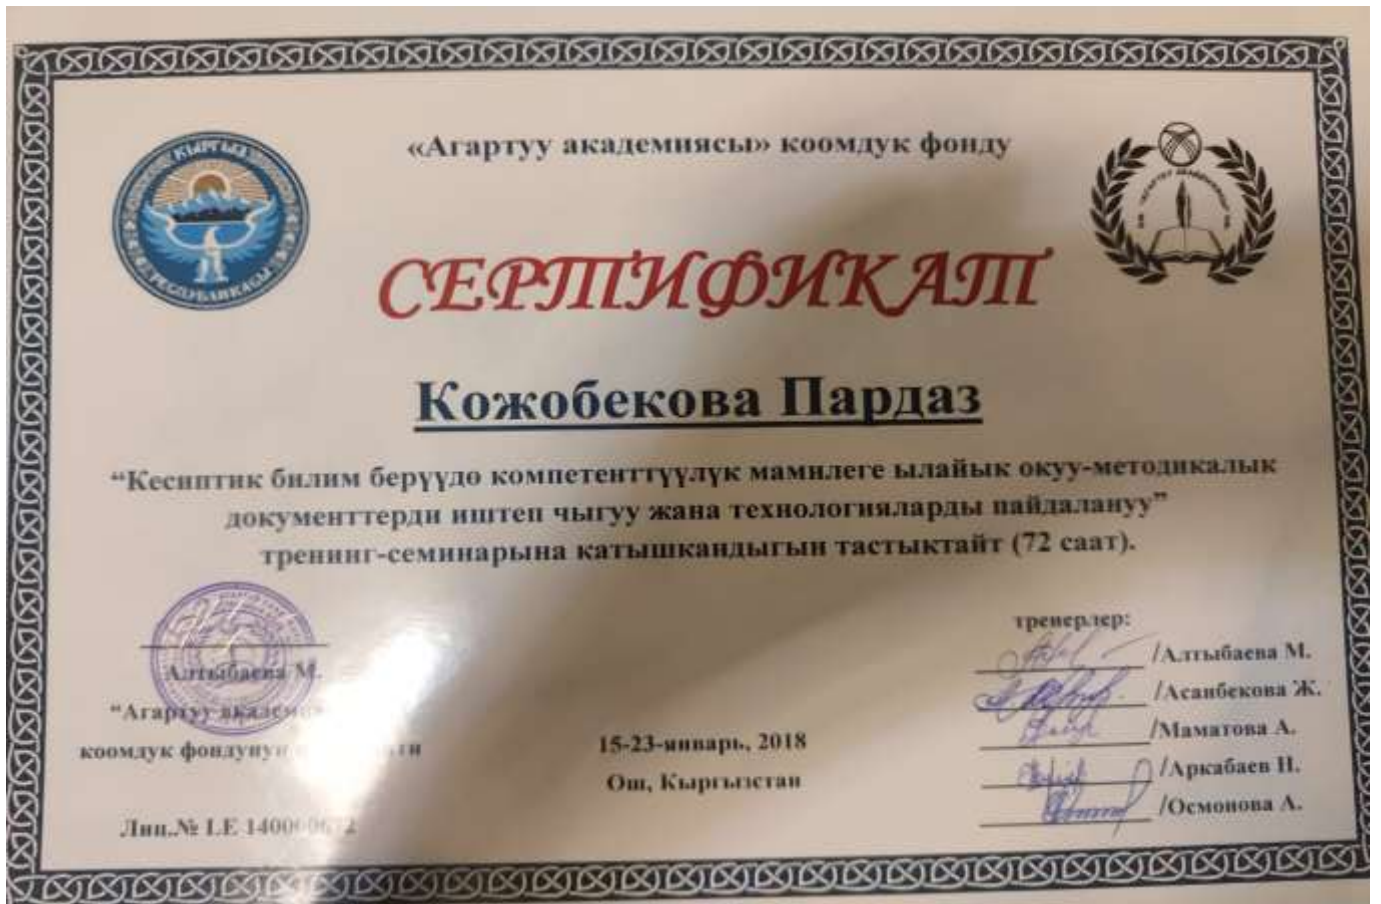 «Агартуу академиясы» коомдук фонду
КЫРГЫЗ
РЕСПУБЛИКАСЫ
СЕРТИФИКАТ
Кожобекова Пардаз
“Кесиптик билим берүүдө компетенттүүлүк мамилеге ылайык окуу-методикалык
документтерди иштеп чыгуу жана технологияларды пайдалануу”
тренинг-семинарына катышкандыгын тастыктайт (72 саат).
Алтыбаева М.
“Агартуу
коомдук фондунун
Лиц.№ LE
15-23-январь, 2018
Ош, Кыргызстан
тренерлер:
/Алтыбаева М.
/Асанбекова Ж.
/Маматова А.
/Аркабаев Н.
/Осмонова А.